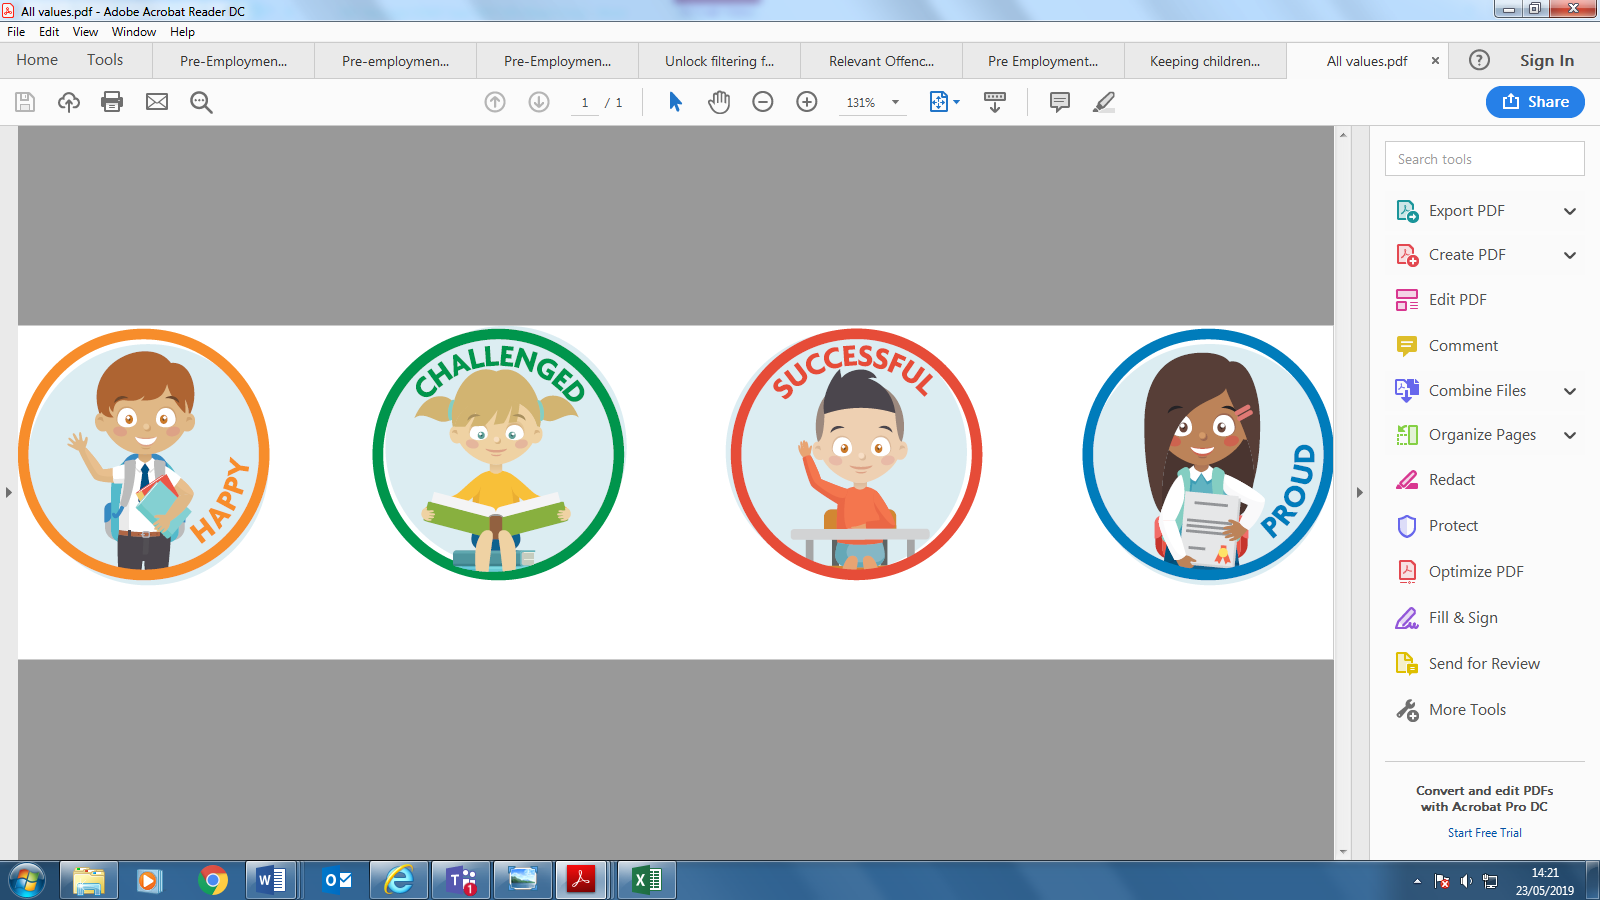 All values.pdf - Adobe Acrobat Reader DC
File Edit View Window Help
Home Tools Pre-Employmen... Pre-employmen... Pre-Employmen... Unlock filtering f... Relevant Offenc... Pre Employment... Keeping children... All values.pdf × ? Sign In
1 / 1 131% Share
Search tools
Export PDF
Create PDF
Edit PDF
Comment
Combine Files
Organize Pages
Redact
Protect
Optimize PDF
Fill & Sign
Send for Review
More Tools
Convert and edit PDFs
with Acrobat Pro DC
Start Free Trial
HAPPY
CHALLENGED
SUCCESSFUL
PROUD
14:21
23/05/2019